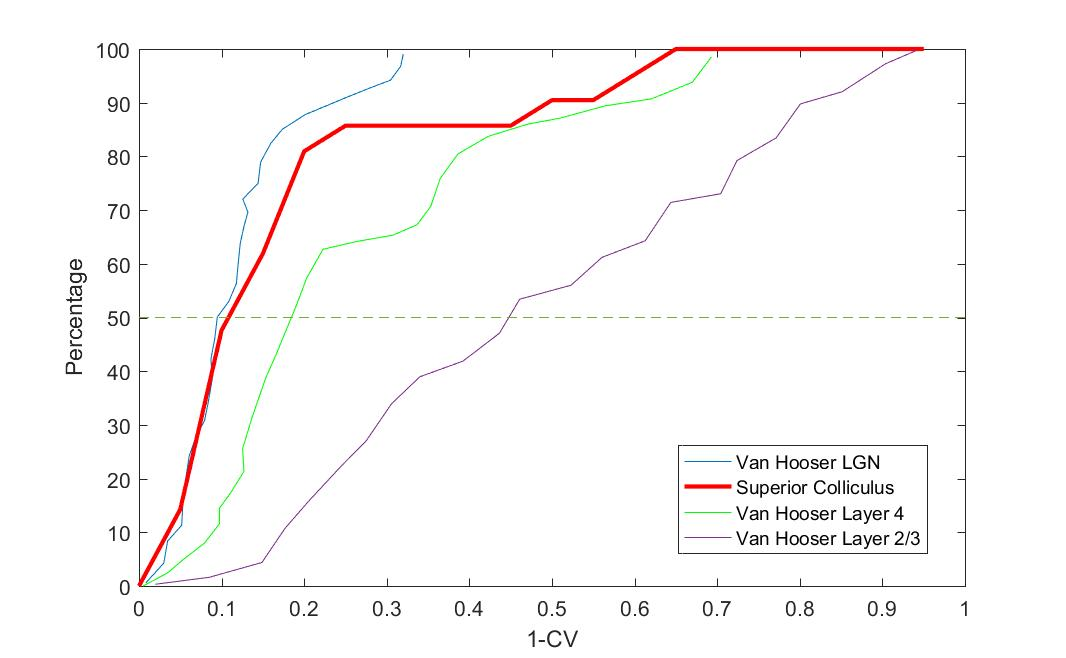 100
90
80
70
60
50
40
30
20
10
0
Percentage
Van Hooser LGN
Superior Colliculus
Van Hooser Layer 4
Van Hooser Layer 2/3
0 0.1 0.2 0.3 0.4 0.5 0.6 0.7 0.8 0.9 1
1-CV